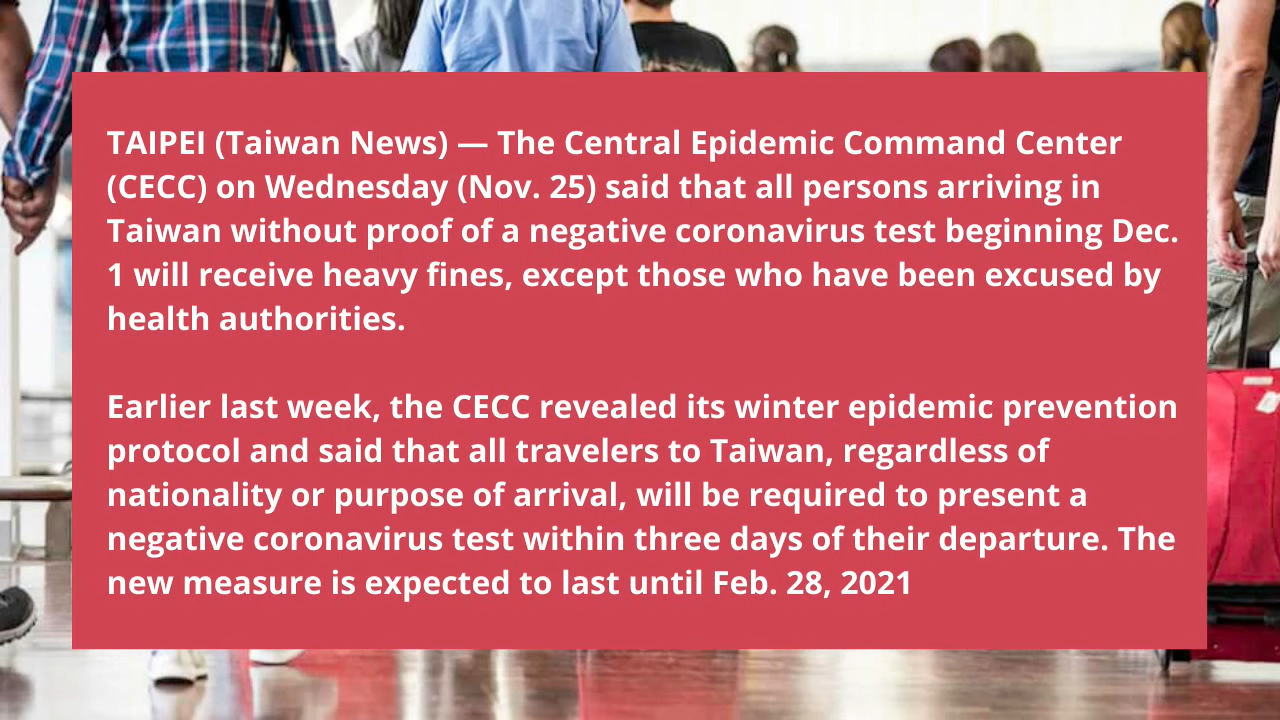 TAIPEI (Taiwan News) — The Central Epidemic Command Center
(CECC) on Wednesday (Nov. 25) said that all persons arriving in
Taiwan without proof of a negative coronavirus test beginning Dec.
1 will receive heavy fines, except those who have been excused by
health authorities.
Earlier last week, the CECC revealed its winter epidemic prevention
protocol and said that all travelers to Taiwan, regardless of
nationality or purpose of arrival, will be required to present a
negative coronavirus test within three days of their departure. The
new measure is expected to last until Feb. 28, 2021